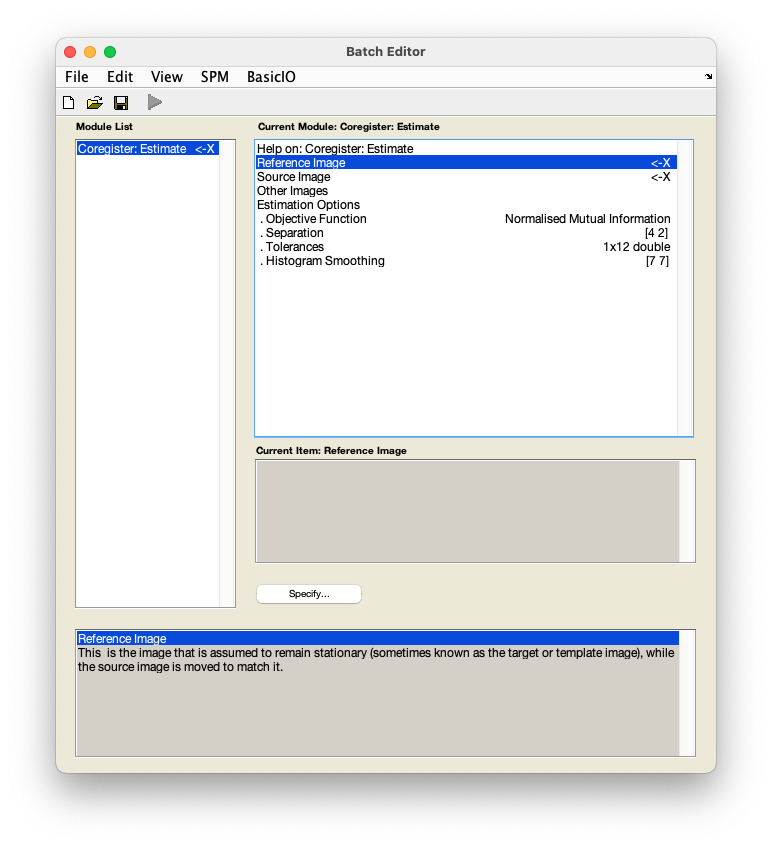 Batch Editor
File Edit View SPM BasicIO
Module List
Current Module: Coregister: Estimate
Coregister: Estimate <-X
Help on: Coregister: Estimate
Reference Image <-X
Source Image <-X
Other Images
Estimation Options
. Objective Function Normalised Mutual Information
. Separation [4 2]
. Tolerances 1x12 double
. Histogram Smoothing [7 7]
Current Item: Reference Image
Specify...
Reference Image
This is the image that is assumed to remain stationary (sometimes known as the target or template image), while
the source image is moved to match it.